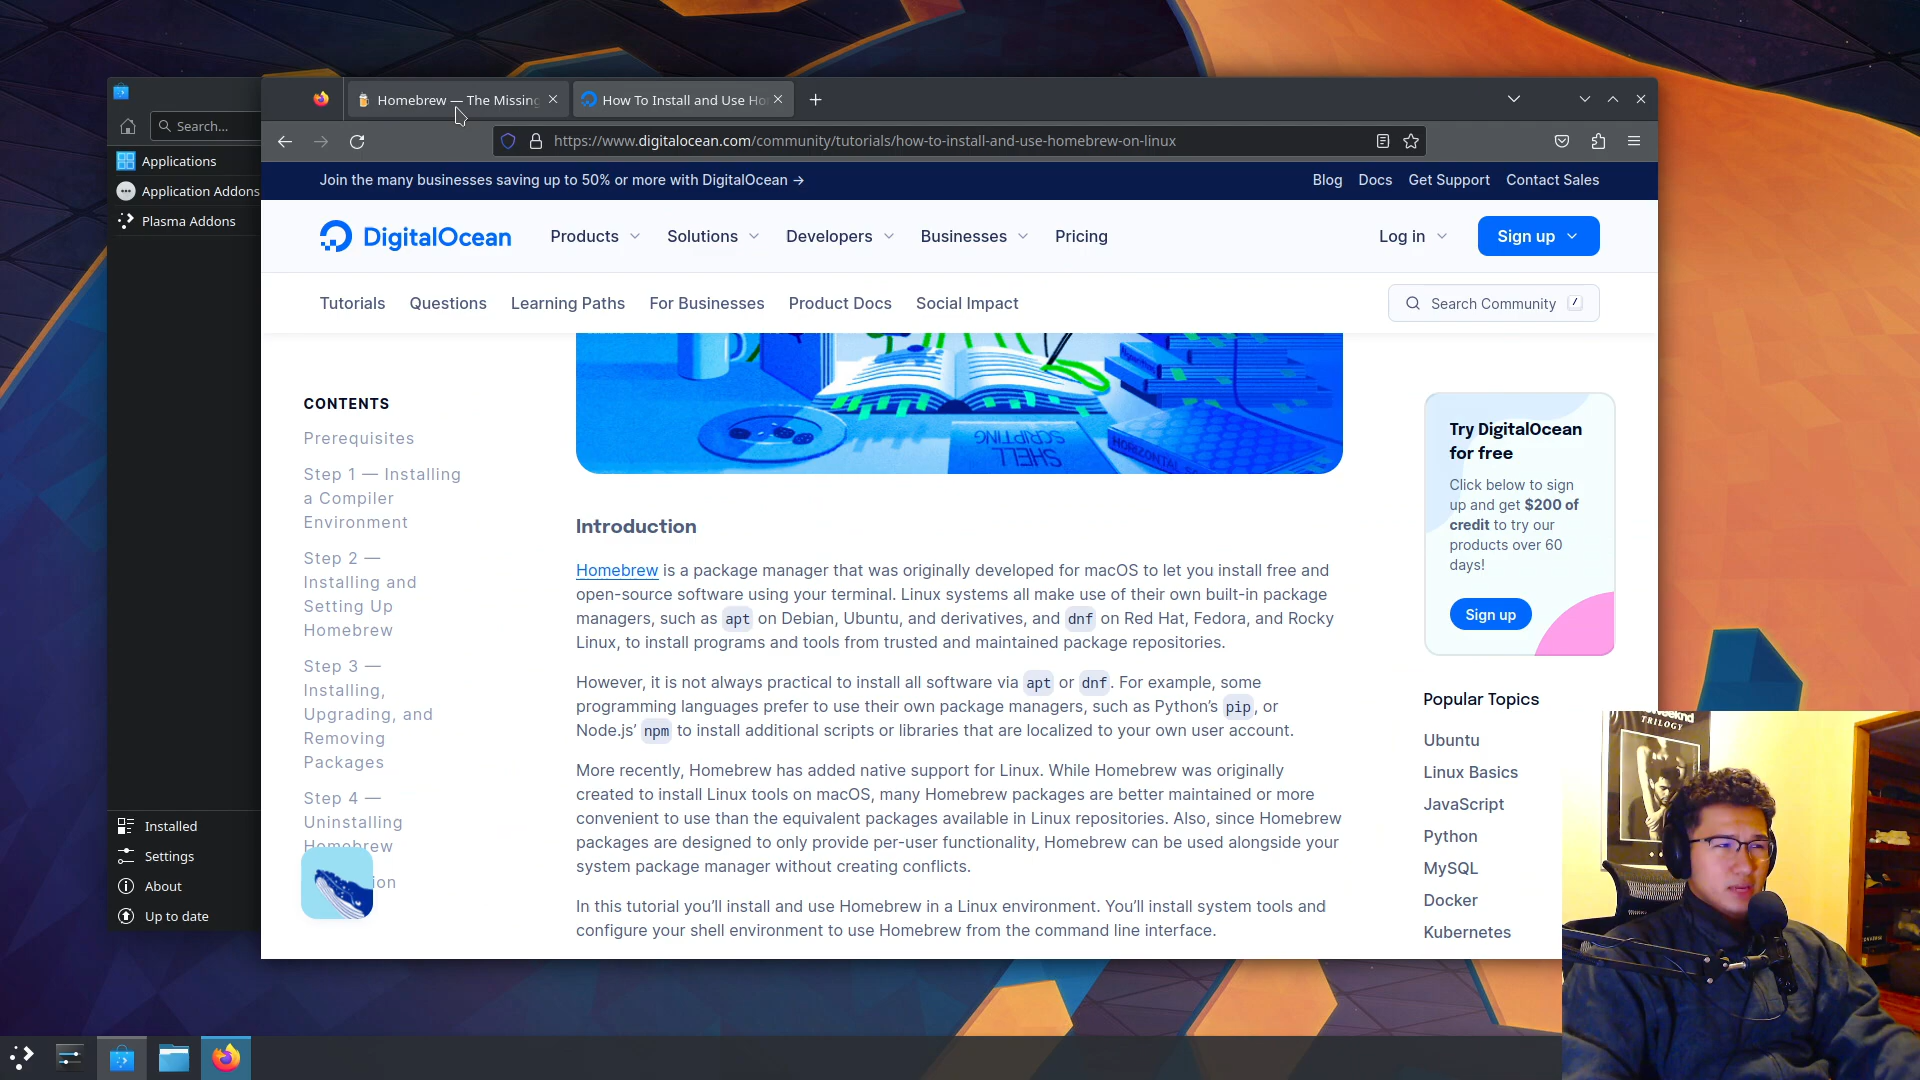 Homebrew — The Missing
How To Install and Use Ho
Search...
https://www.digitalocean.com/community/tutorials/how-to-install-and-use-homebrew-on-linux
Applications
Application Addons
Plasma Addons
Installed
Settings
About
Up to date
Join the many businesses saving up to 50% or more with DigitalOcean →
Blog Docs Get Support Contact Sales
DigitalOcean
Products Solutions Developers Businesses Pricing
Log in
Sign up
Tutorials Questions Learning Paths For Businesses Product Docs Social Impact
Search Community /
CONTENTS
Prerequisites
Step 1 — Installing
a Compiler
Environment
Step 2 —
Installing and
Setting Up
Homebrew
Step 3 —
Installing,
Upgrading, and
Removing
Packages
Step 4 —
Uninstalling
Homebrew
ion
SCRIPTING
SHELL
Introduction
Homebrew is a package manager that was originally developed for macOS to let you install free and
open-source software using your terminal. Linux systems all make use of their own built-in package
managers, such as apt on Debian, Ubuntu, and derivatives, and dnf on Red Hat, Fedora, and Rocky
Linux, to install programs and tools from trusted and maintained package repositories.
However, it is not always practical to install all software via apt or dnf. For example, some
programming languages prefer to use their own package managers, such as Python’s pip, or
Node.js’ npm to install additional scripts or libraries that are localized to your own user account.
More recently, Homebrew has added native support for Linux. While Homebrew was originally
created to install Linux tools on macOS, many Homebrew packages are better maintained or more
convenient to use than the equivalent packages available in Linux repositories. Also, since Homebrew
packages are designed to only provide per-user functionality, Homebrew can be used alongside your
system package manager without creating conflicts.
In this tutorial you’ll install and use Homebrew in a Linux environment. You’ll install system tools and
configure your shell environment to use Homebrew from the command line interface.
Try DigitalOcean
for free
Click below to sign
up and get $200 of
credit to try our
products over 60
days!
Sign up
Popular Topics
Ubuntu
Linux Basics
JavaScript
Python
MySQL
Docker
Kubernetes
TRILOGY